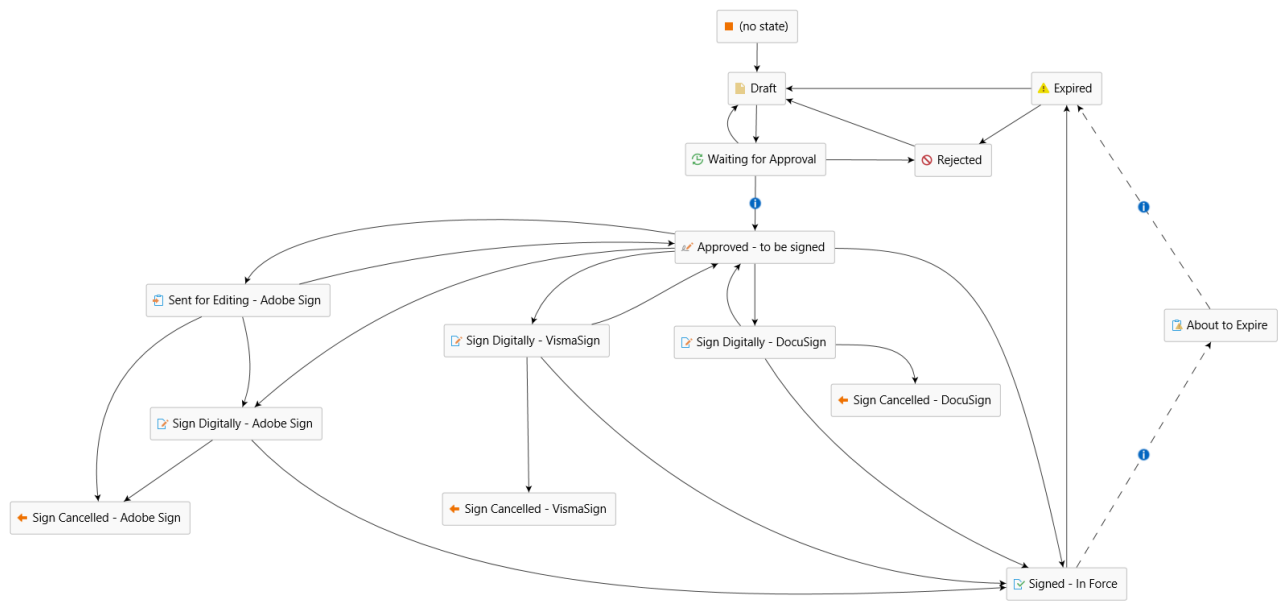 (no state)
Draft
Expired
Waiting for Approval
Rejected
Approved - to be signed
Sent for Editing - Adobe Sign
About to Expire
Sign Digitally - VismaSign
Sign Digitally - DocuSign
Sign Cancelled - DocuSign
Sign Digitally - Adobe Sign
Sign Cancelled - VismaSign
Sign Cancelled - Adobe Sign
Signed - In Force